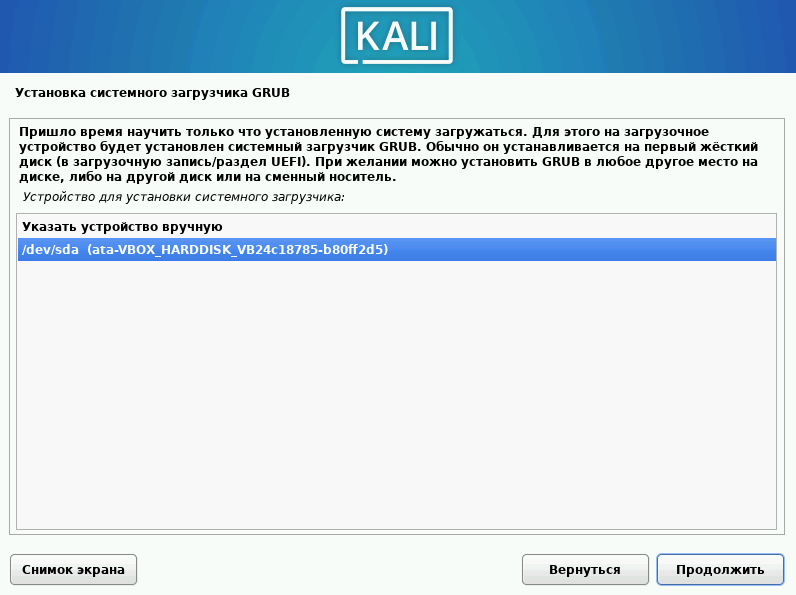 KALI
Установка системного загрузчика GRUB
Пришло время научить только что установленную систему загружаться. Для этого на загрузочное
устройство будет установлен системный загрузчик GRUB. Обычно он устанавливается на первый жёсткий
диск (в загрузочную запись/раздел UEFI). При желании можно установить GRUB в любое другое место на
диске, либо на другой диск или на сменный носитель.
Устройство для установки системного загрузчика:
Указать устройство вручную
/dev/sda  (ata-VBOX_HARDDISK_VB24c18785-b80ff2d5)
Снимок экрана
Вернуться
Продолжить